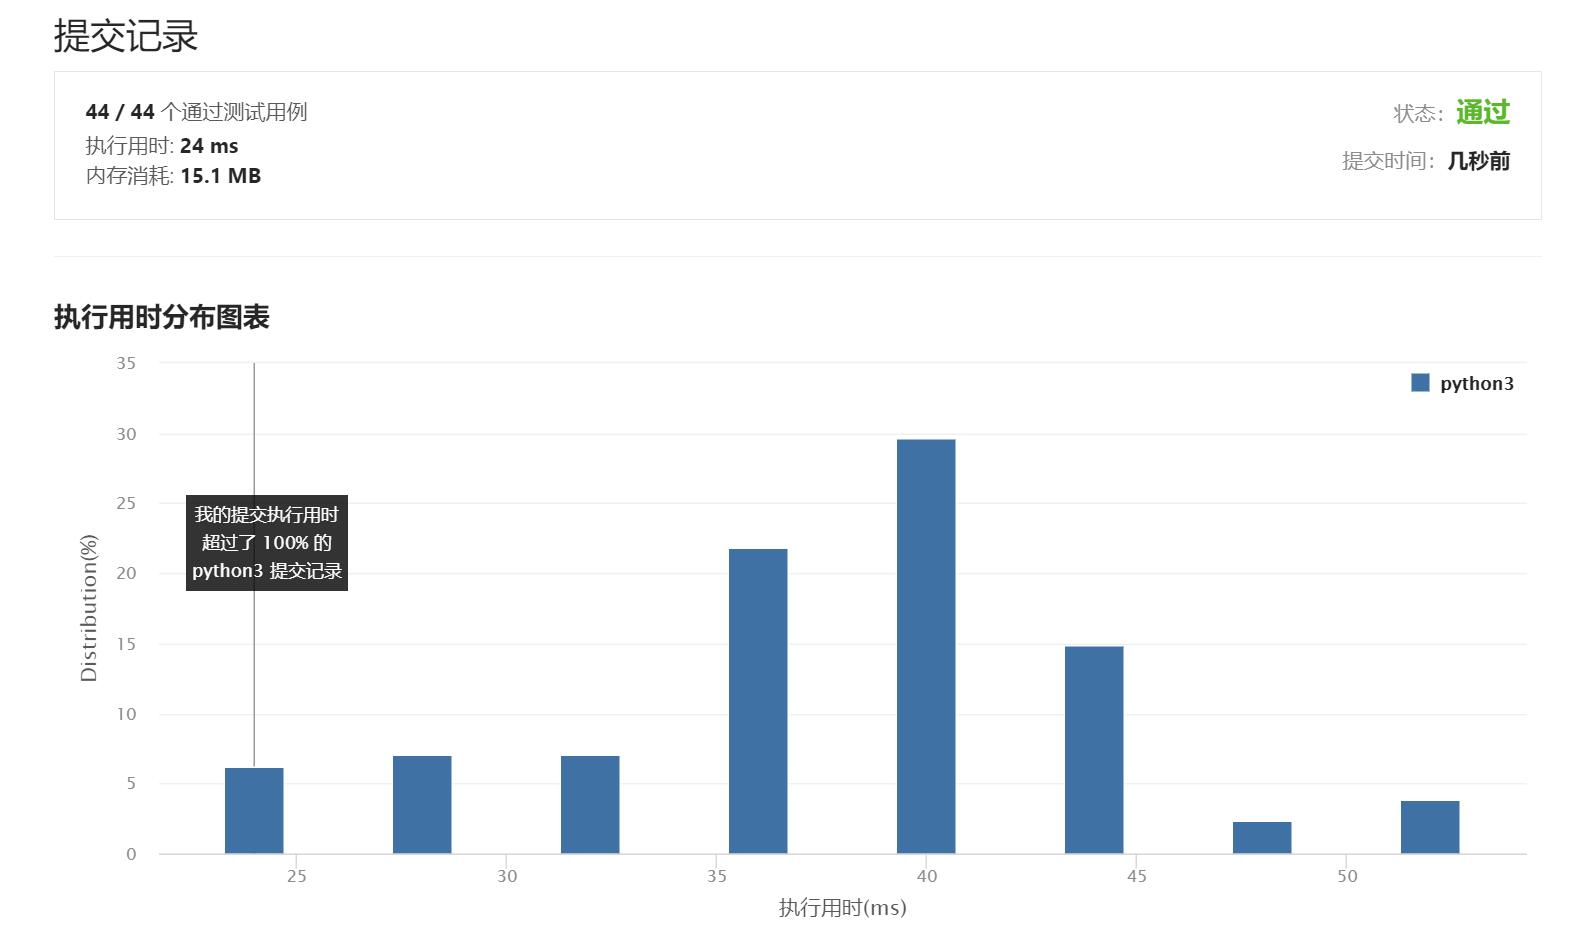 提交记录
44 / 44 个通过测试用例
状态：通过
执行用时: 24 ms
提交时间：几秒前
内存消耗: 15.1 MB
执行用时分布图表
35
python3
30
25
我的提交执行用时
超过了 100% 的
python3 提交记录
20
15
10
5
0
Distribution(%)
25 30 35 40 45 50
执行用时(ms)